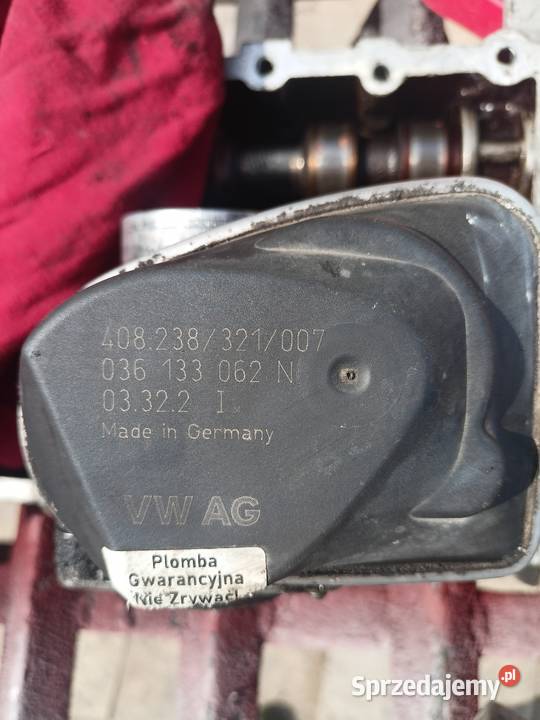 408.238/321/007
036 133 062 N
03.32.2 I
Made in Germany
VW AG
Plomba
Gwarancyjna
Nie Zrywać!
Sprzedajemy.pl